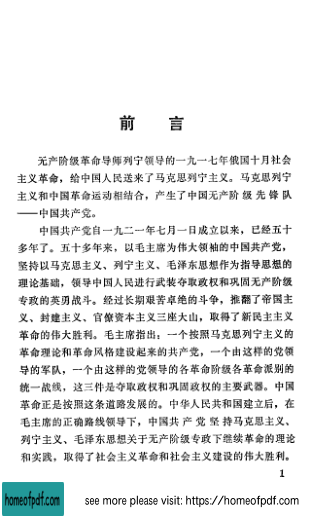 前 言
无产阶级革命导师列宁领导的一九一七年俄国十月社会
主义革命，给中国人民送来了马克思列宁主义。马克思列宁
主义和中国革命运动相结合，产生了中国无产阶级先锋队
——中国共产党。
中国共产党自一九二一年七月一日成立以来，已经五十
多年了。五十多年来，以毛主席为伟大领袖的中国共产党，
坚持以马克思主义、列宁主义、毛泽东思想作为指导思想的
理论基础，领导中国人民进行武装夺取政权和巩固无产阶级
专政的英勇战斗。经过长期艰苦卓绝的斗争，推翻了帝国主
义、封建主义、官僚资本主义三座大山，取得了新民主主义
革命的伟大胜利。毛主席指出：一个按照马克思列宁主义的
革命理论和革命风格建设起来的共产党，一个由这样的党领
导的军队，一个由这样的党领导的各革命阶级各革命派别的
统一战线，这三件是夺取政权和巩固政权的主要武器。中国
革命正是按照这条道路发展的。中华人民共和国建立后，在
毛主席的正确路线领导下，中国共产党坚持马克思主义、
列宁主义、毛泽东思想关于无产阶级专政下继续革命的理论
和实践。取得了社会主义革命和社会主义建设的伟大胜利。
1
homeofpdf.com
see more please visit: https://homeofpdf.com